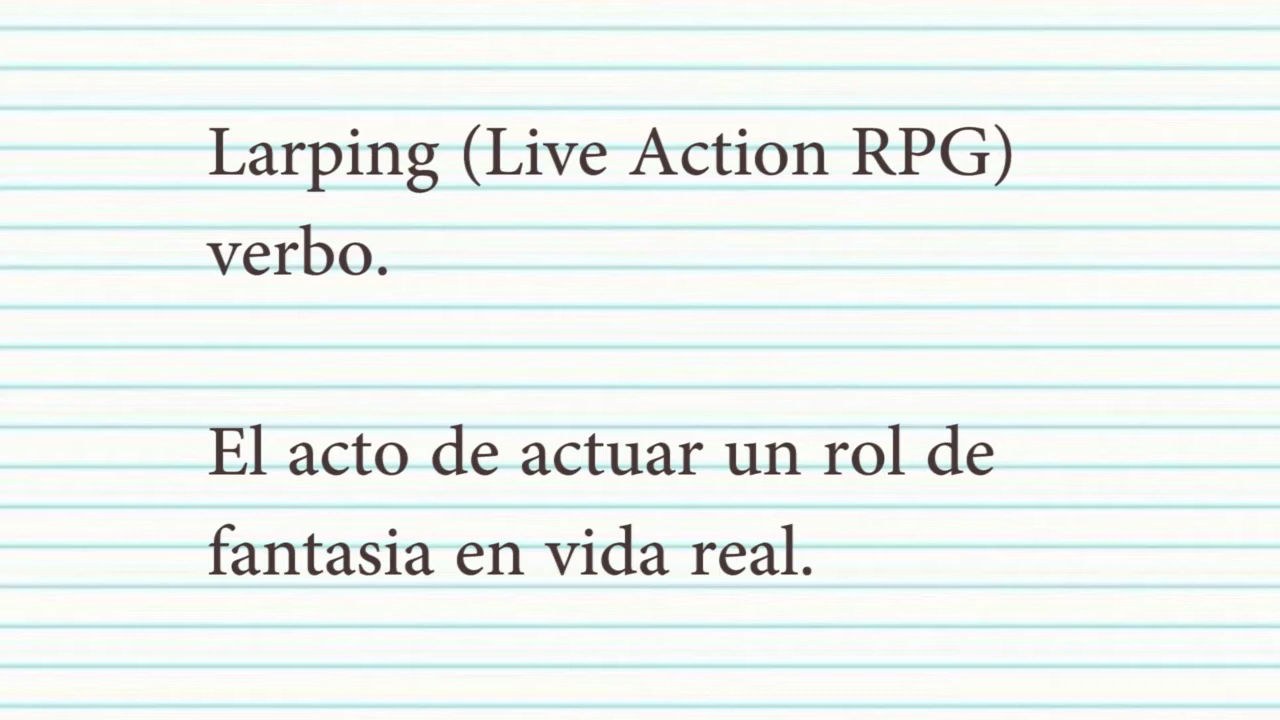 Larping (Live Action RPG)
verbo.
El acto de actuar un rol de
fantasia en vida real.